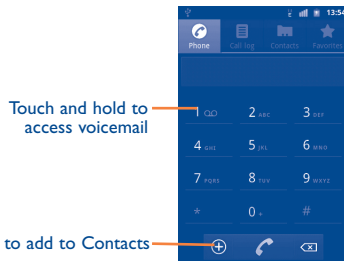 13:54
Phone Call log Contacts Favorites
Touch and hold to
access voicemail
1 2 ABC 3 DEF
4 GHI 5 JKL 6 MNO
7 PQRS 8 TUV 9 WXYZ
* 0 + #
to add to Contacts